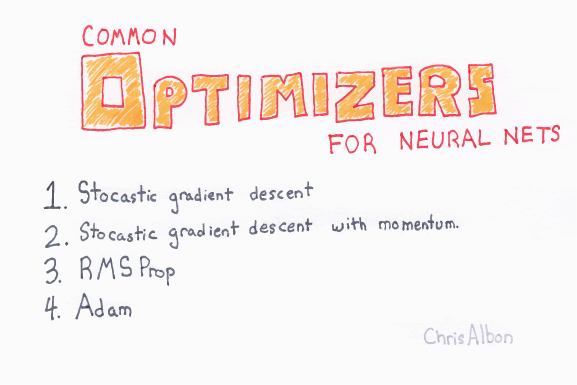 COMMON
OPTIMIZERS
FOR NEURAL NETS
1. Stocastic gradient descent
2. Stocastic gradient descent with momentum.
3. RMS Prop
4. Adam
Chris Albon